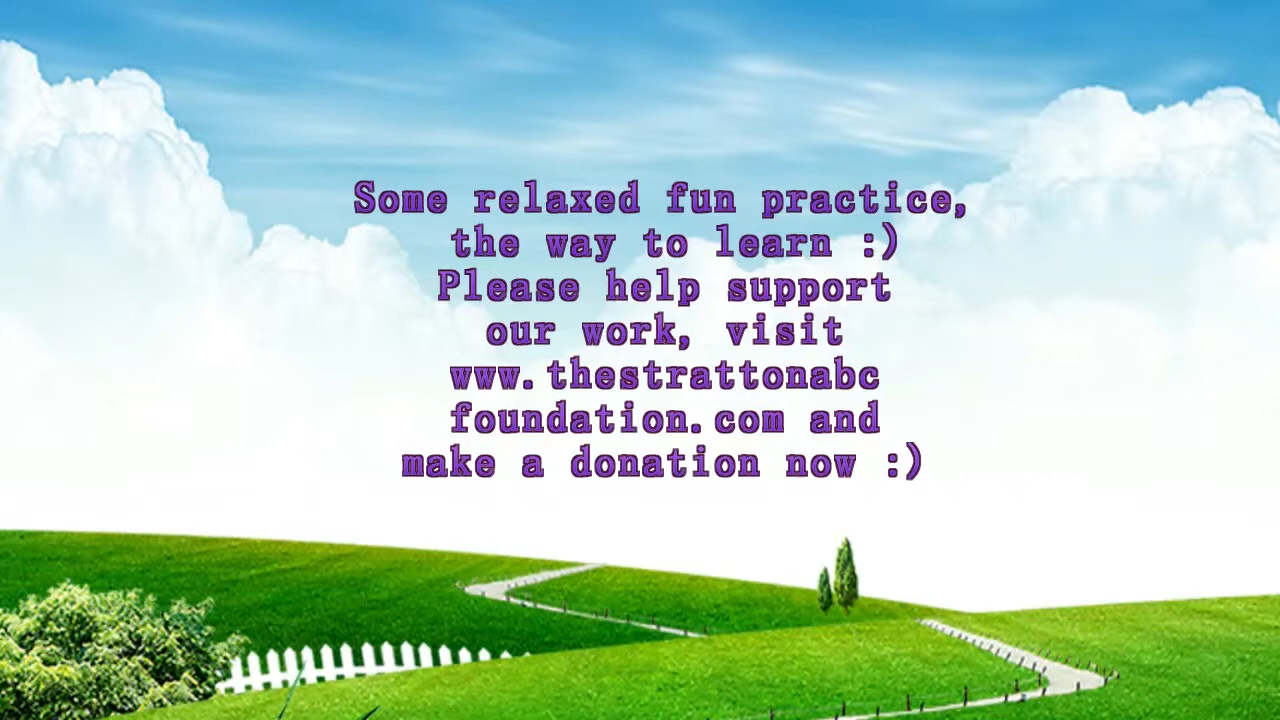 Some relaxed fun practice,
the way to learn :)
Please help support
our work, visit
www.thestrattonabc
foundation.com and
make a donation now :)